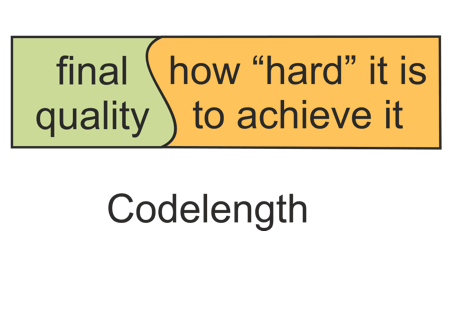 final
quality
how “hard” it is
to achieve it
Codelength